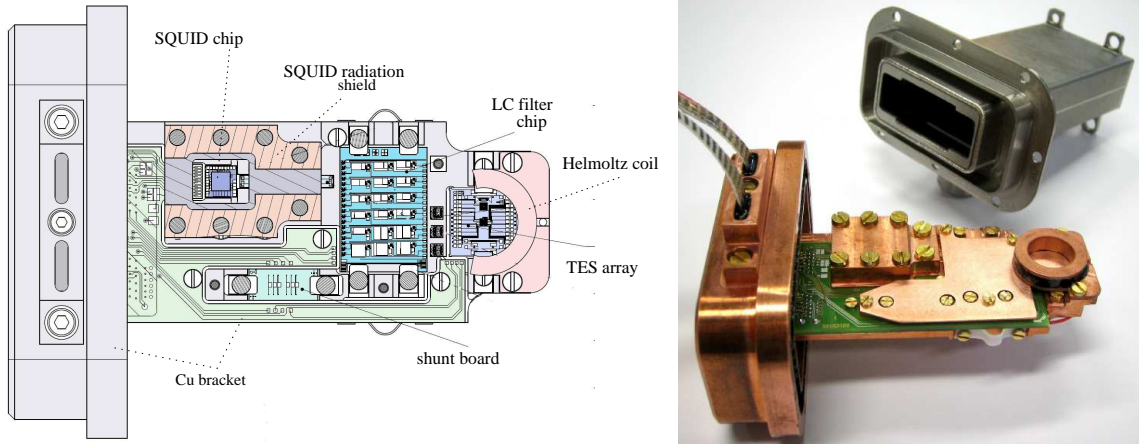 SQUID chip
SQUID radiation
shield
LC filter
chip
Helmoltz coil
TES array
shunt board
Cu bracket